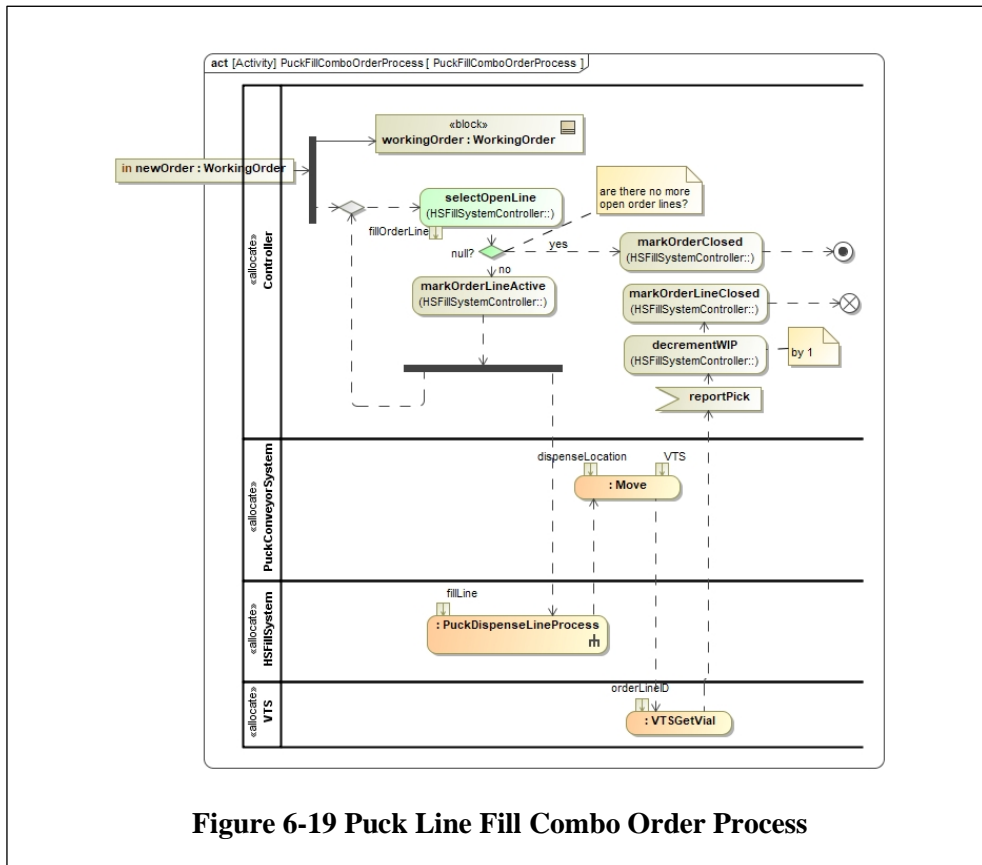 act [Activity] PuckFillComboOrderProcess [ PuckFillComboOrderProcess ]
«allocate»
Controller
«block»
workingOrder : WorkingOrder
in newOrder : WorkingOrder
selectOpenLine
(HSFillSystemController::)
fillOrderLine
are there no more
open order lines?
null?
yes
no
markOrderClosed
(HSFillSystemController::)
markOrderLineActive
(HSFillSystemController::)
markOrderLineClosed
(HSFillSystemController::)
decrementWIP
(HSFillSystemController::)
by 1
reportPick
«allocate»
PuckConveyorSystem
dispenseLocation
VTS
: Move
«allocate»
HSFillSystem
fillLine
: PuckDispenseLineProcess
«allocate»
VTS
orderLineID
: VTSGetVial
Figure 6-19 Puck Line Fill Combo Order Process